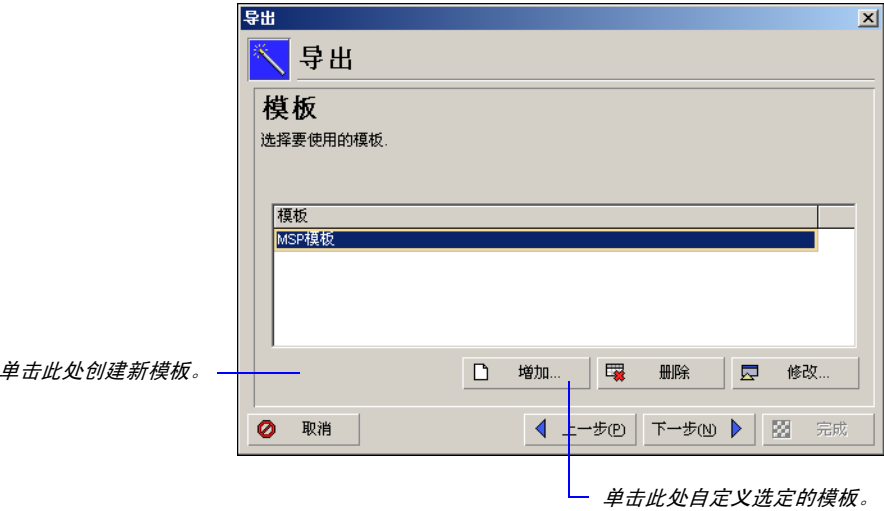 导出
导出
模板
选择要使用的模板.
模板
MSP模板
单击此处创建新模板。
增加... 删除 修改...
取消 上一步(P) 下一步(N) 完成
单击此处自定义选定的模板。